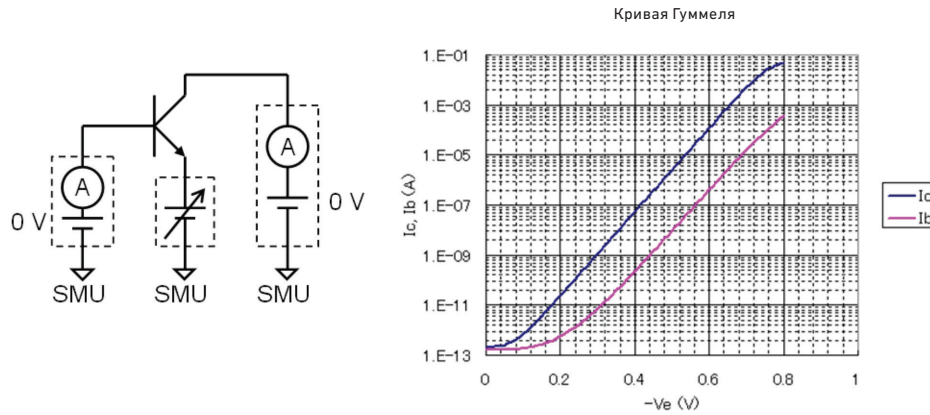 Кривая Гуммеля
A
0 V
SMU
SMU
A
0 V
SMU
Ic, Ib (A)
1.E-01
1.E-03
1.E-05
1.E-07
1.E-09
1.E-11
1.E-13
0 0.2 0.4 0.6 0.8 1
-Ve (V)
Ic
Ib